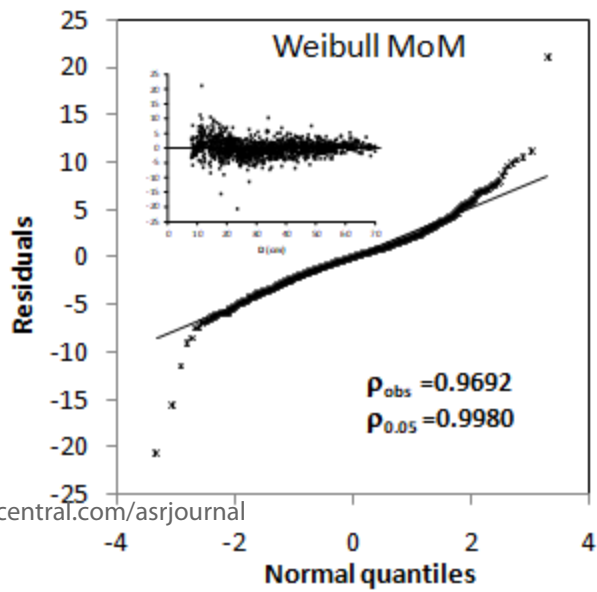 25
20
15
10
5
0
-5
-10
-15
-20
-25
Residuals
Weibull MoM
25
20
15
10
5
0
-5
-10
-15
-20
-25
0 10 20 30 40 50 60 70
D (cm)
ρobs =0.9692
ρ0.05 =0.9980
central.com/asrjournal
-4 -2 0 2 4
Normal quantiles